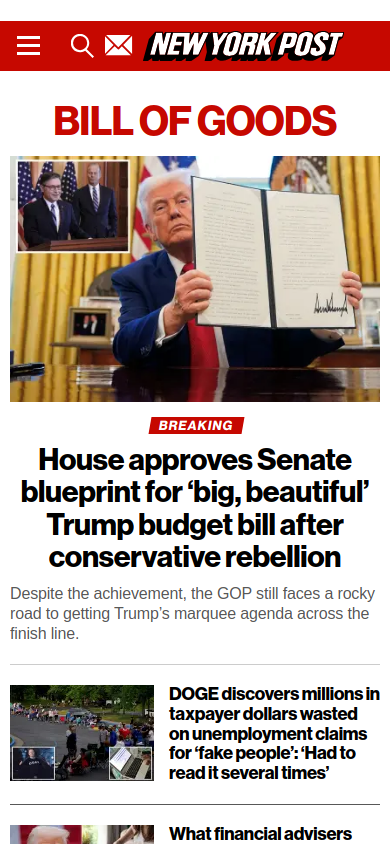 NEW YORK POST
BILL OF GOODS
BREAKING
House approves Senate
blueprint for ‘big, beautiful’
Trump budget bill after
conservative rebellion
Despite the achievement, the GOP still faces a rocky
road to getting Trump’s marquee agenda across the
finish line.
DOGE discovers millions in
taxpayer dollars wasted
on unemployment claims
for ‘fake people’: ‘Had to
read it several times’
What financial advisers